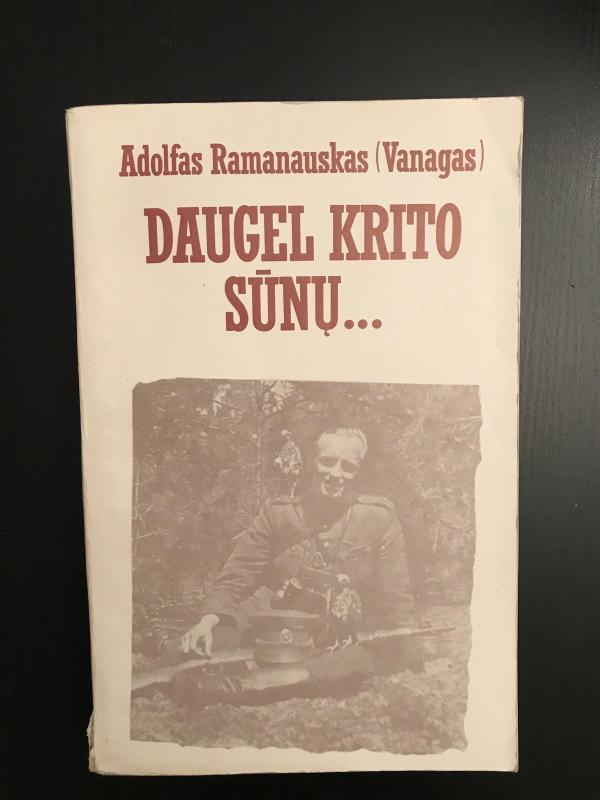 Adolfas Ramanauskas (Vanagas)
DAUGEL KRITO
SŪNŲ...